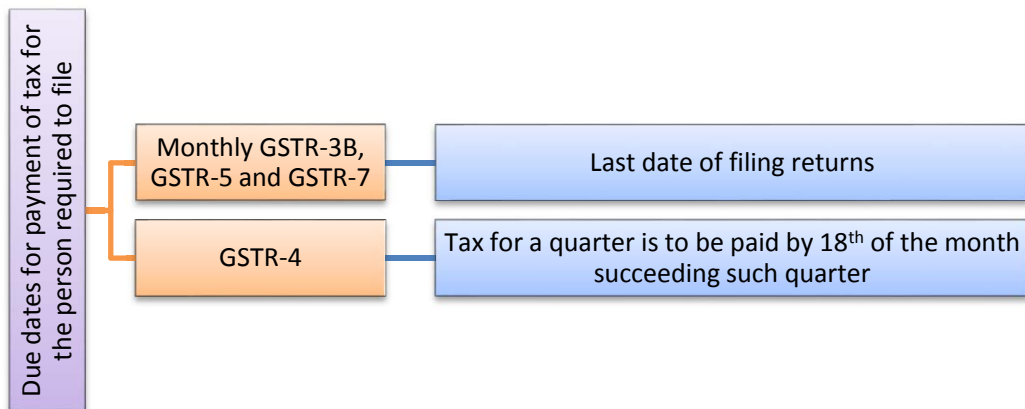 Due dates for payment of tax for
the person required to file
Monthly GSTR-3B,
GSTR-5 and GSTR-7
Last date of filing returns
GSTR-4
Tax for a quarter is to be paid by 18th of the month
succeeding such quarter